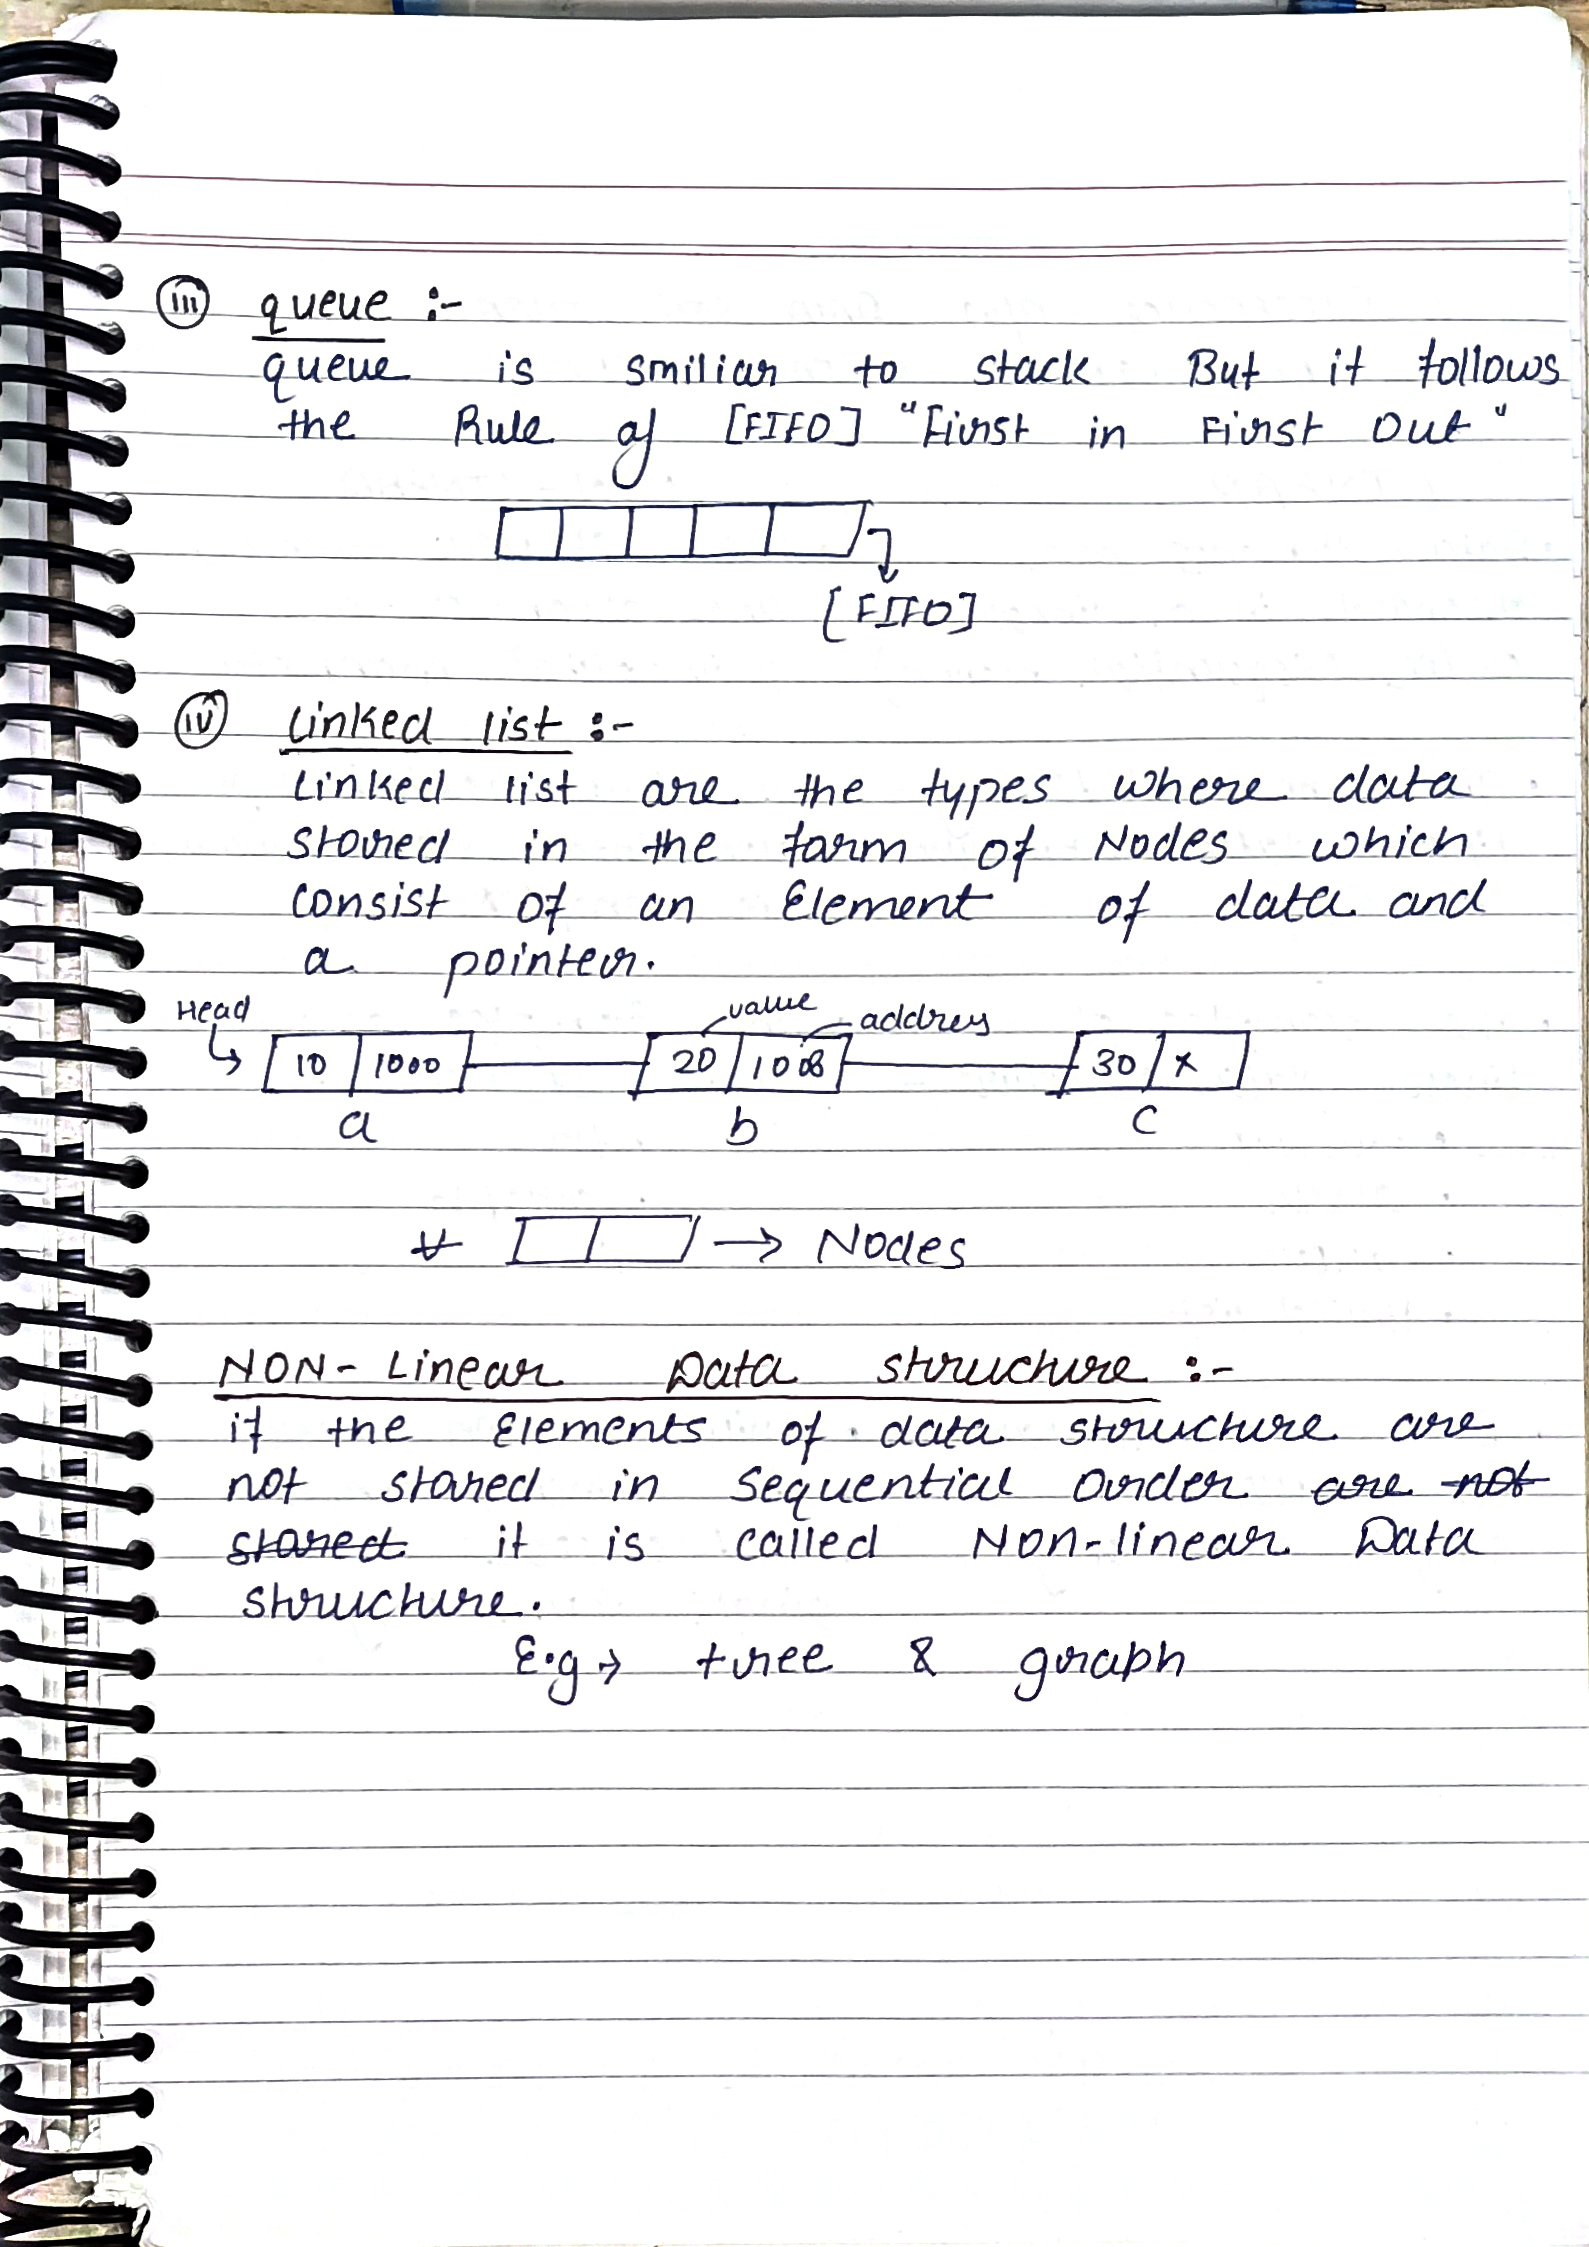 (iii) queue :-
queue is smiliar to stack But it follows
the Rule of [FIFO] "First in First Out"
[FIFO]
(iv) Linked list :-
Linked list are the types where data
stored in the farm of Nodes which
consist of an Element of data and
a pointer.
Head value address
10 1000 20 1008 30 x
a b c
* → Nodes
NON-Linear Data structure :-
if the Elements of data structure are
not stored in sequential order are not
stored it is called Non-linear Data
structure.
E.g → tree & graph